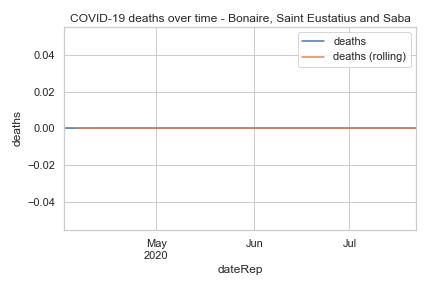 COVID-19 deaths over time - Bonaire, Saint Eustatius and Saba
deaths
deaths (rolling)
0.04
0.02
0.00
−0.02
−0.04
deaths
May
2020
Jun
Jul
dateRep